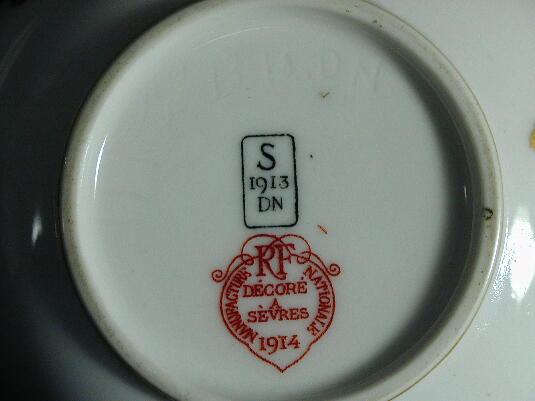 S
1913
DN
RF
MANUFACTURE NATIONALE
DÉCORÉ
A
SÈVRES
1914